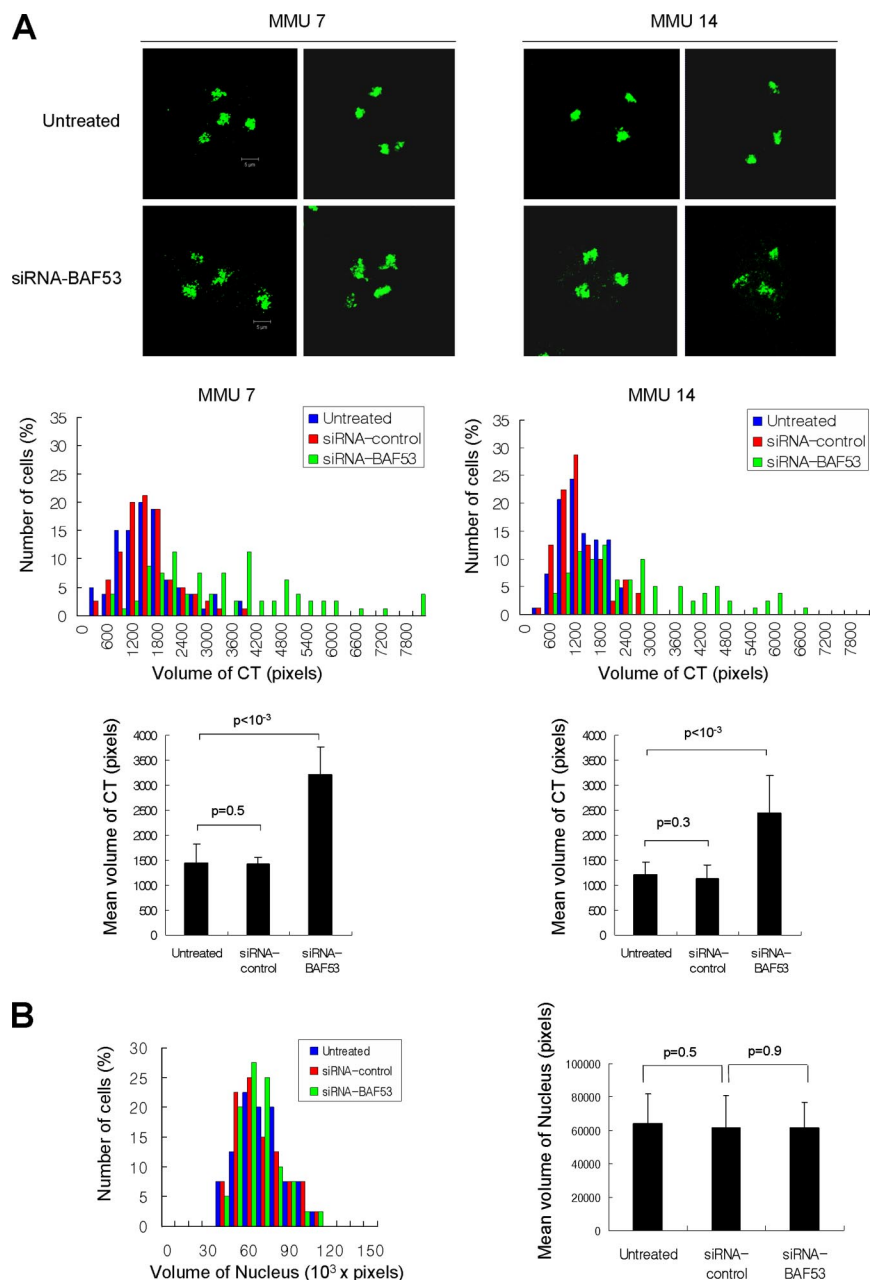 A
MMU 7
MMU 14
Untreated
5 μm
siRNA-BAF53
5 μm
MMU 7
Number of cells (%)
35
30
25
20
15
10
5
0
Untreated
siRNA-control
siRNA-BAF53
0
600
1200
1800
2400
3000
3600
4200
4800
5400
6000
6600
7200
7800
Volume of CT (pixels)
MMU 14
Number of cells (%)
35
30
25
20
15
10
5
0
Untreated
siRNA-control
siRNA-BAF53
0
600
1200
1800
2400
3000
3600
4200
4800
5400
6000
6600
7200
7800
Volume of CT (pixels)
Mean volume of CT (pixels)
4000
3500
3000
2500
2000
1500
1000
500
0
p<10⁻³
p=0.5
Untreated
siRNA-control
siRNA-BAF53
Mean volume of CT (pixels)
4000
3500
3000
2500
2000
1500
1000
500
0
p<10⁻³
p=0.3
Untreated
siRNA-control
siRNA-BAF53
B
Number of cells (%)
30
25
20
15
10
5
0
Untreated
siRNA-control
siRNA-BAF53
0 30 60 90 120 150
Volume of Nucleus (10³ x pixels)
Mean volume of Nucleus (pixels)
100000
80000
60000
40000
20000
0
p=0.5
p=0.9
Untreated
siRNA-control
siRNA-BAF53